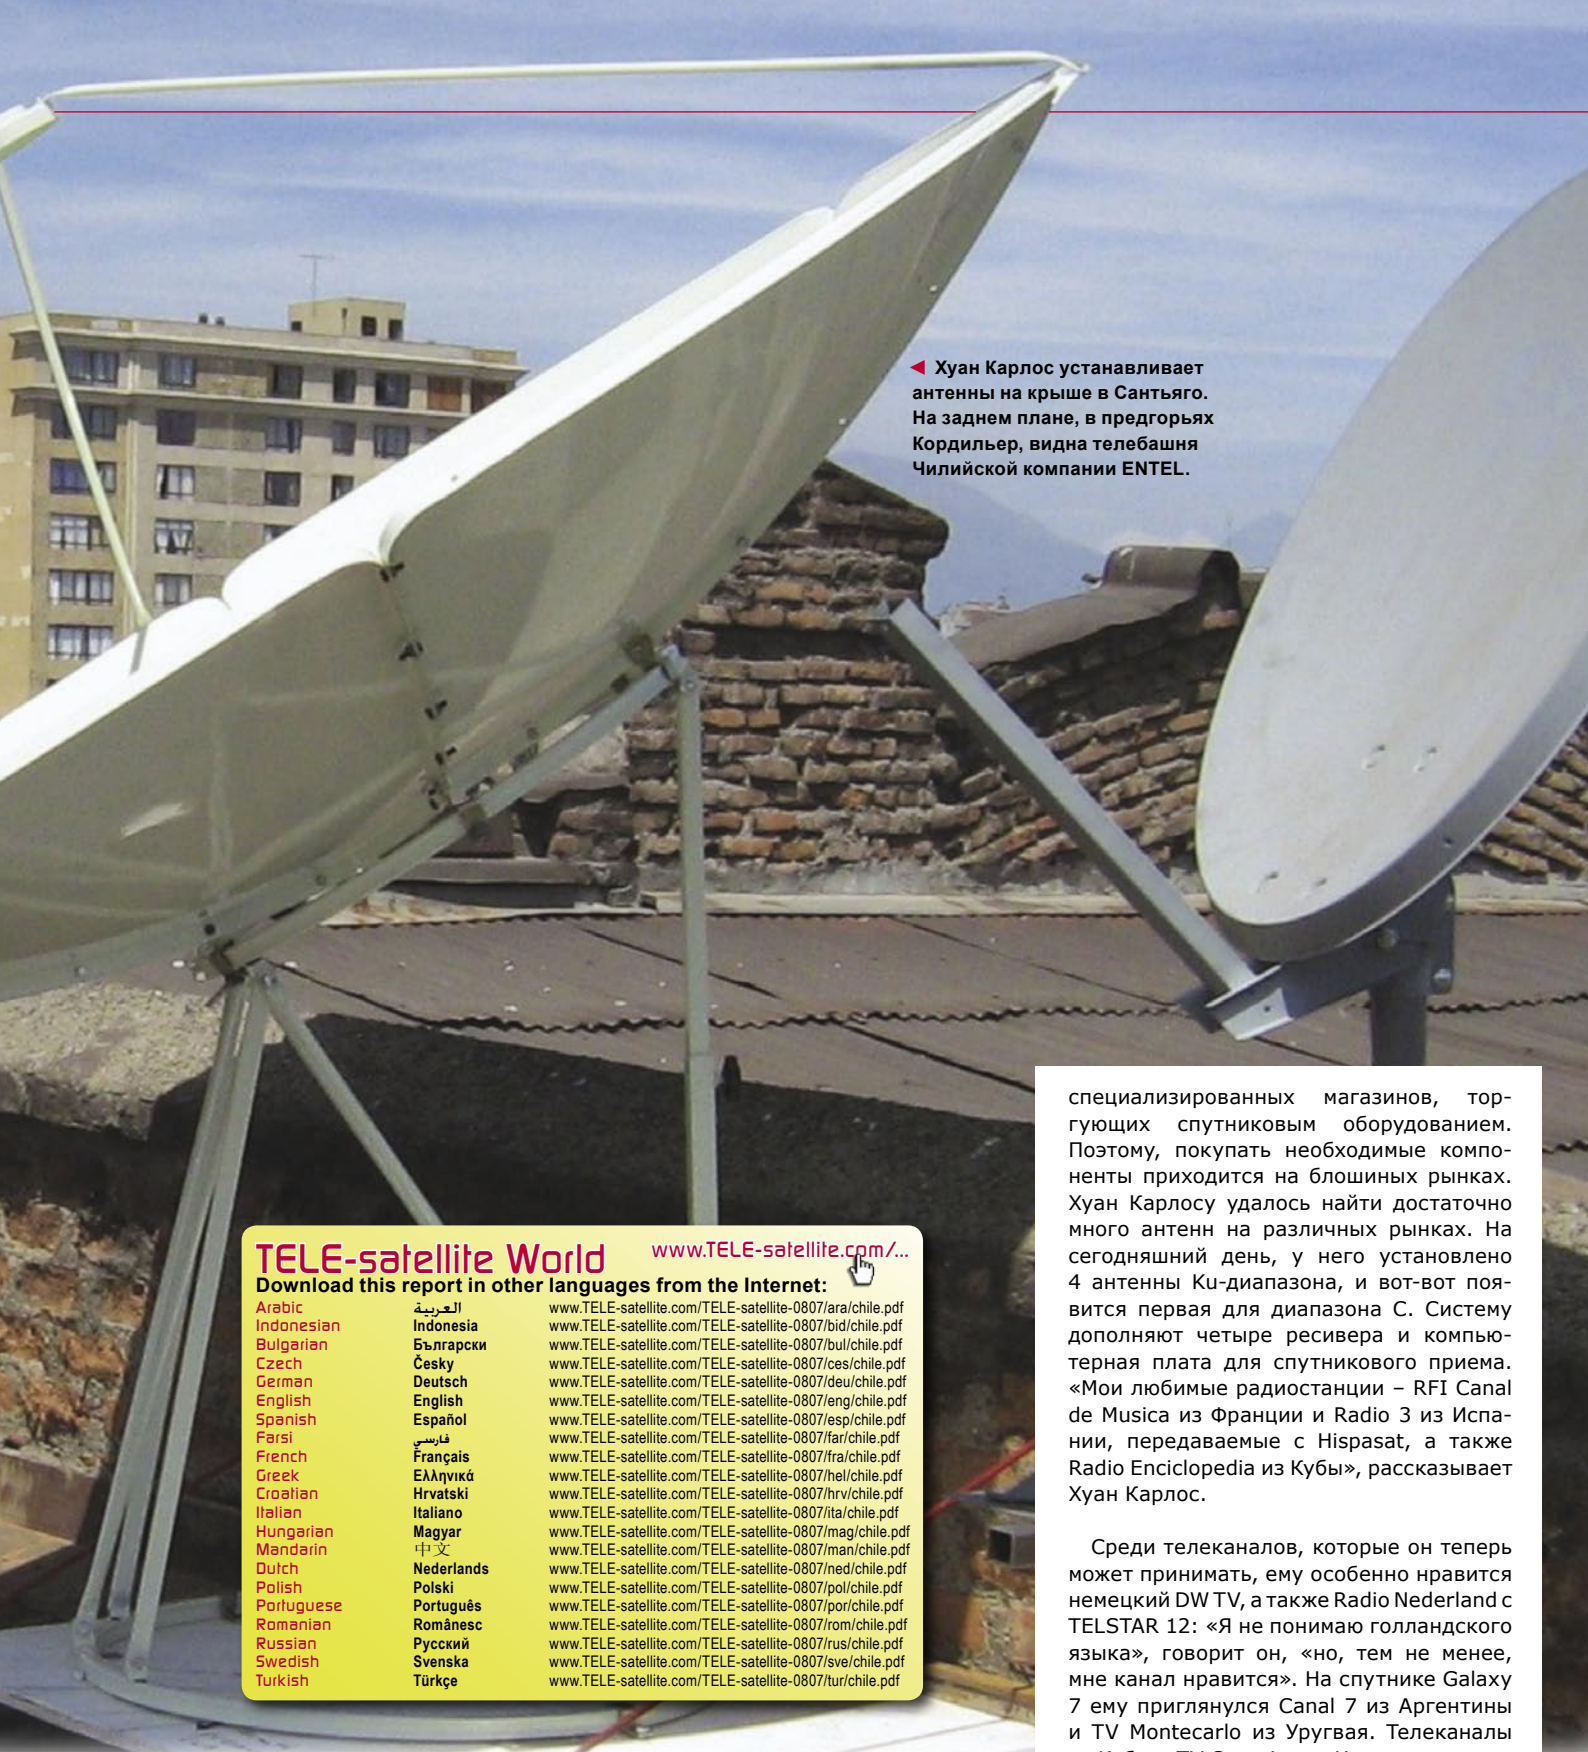 ◄ Хуан Карлос устанавливает
антенны на крыше в Сантьяго.
На заднем плане, в предгорьях
Кордильер, видна телебашня
Чилийской компании ENTEL.
TELE-satellite World www.TELE-satellite.com/...
Download this report in other languages from the Internet:
Arabic العربية www.TELE-satellite.com/TELE-satellite-0807/ara/chile.pdf
Indonesian Indonesia www.TELE-satellite.com/TELE-satellite-0807/bid/chile.pdf
Bulgarian Български www.TELE-satellite.com/TELE-satellite-0807/bul/chile.pdf
Czech Česky www.TELE-satellite.com/TELE-satellite-0807/ces/chile.pdf
German Deutsch www.TELE-satellite.com/TELE-satellite-0807/deu/chile.pdf
English English www.TELE-satellite.com/TELE-satellite-0807/eng/chile.pdf
Spanish Español www.TELE-satellite.com/TELE-satellite-0807/esp/chile.pdf
Farsi فارسي www.TELE-satellite.com/TELE-satellite-0807/far/chile.pdf
French Français www.TELE-satellite.com/TELE-satellite-0807/fra/chile.pdf
Greek Ελληνικά www.TELE-satellite.com/TELE-satellite-0807/hel/chile.pdf
Croatian Hrvatski www.TELE-satellite.com/TELE-satellite-0807/hrv/chile.pdf
Italian Italiano www.TELE-satellite.com/TELE-satellite-0807/ita/chile.pdf
Hungarian Magyar www.TELE-satellite.com/TELE-satellite-0807/mag/chile.pdf
Mandarin 中文 www.TELE-satellite.com/TELE-satellite-0807/man/chile.pdf
Dutch Nederlands www.TELE-satellite.com/TELE-satellite-0807/ned/chile.pdf
Polish Polski www.TELE-satellite.com/TELE-satellite-0807/pol/chile.pdf
Portuguese Português www.TELE-satellite.com/TELE-satellite-0807/por/chile.pdf
Romanian Românesc www.TELE-satellite.com/TELE-satellite-0807/rom/chile.pdf
Russian Русский www.TELE-satellite.com/TELE-satellite-0807/rus/chile.pdf
Swedish Svenska www.TELE-satellite.com/TELE-satellite-0807/sve/chile.pdf
Turkish Türkçe www.TELE-satellite.com/TELE-satellite-0807/tur/chile.pdf
специализированных магазинов, тор-
гующих спутниковым оборудованием.
Поэтому, покупать необходимые компо-
ненты приходится на блошиных рынках.
Хуан Карлосу удалось найти достаточно
много антенн на различных рынках. На
сегодняшний день, у него установлено
4 антенны Ku-диапазона, и вот-вот поя-
вится первая для диапазона C. Систему
дополняют четыре ресивера и компью-
терная плата для спутникового приема.
«Мои любимые радиостанции – RFI Canal
de Musica из Франции и Radio 3 из Испа-
нии, передаваемые с Hispasat, а также
Radio Enciclopedia из Кубы», рассказывает
Хуан Карлос.
Среди телеканалов, которые он теперь
может принимать, ему особенно нравится
немецкий DW TV, а также Radio Nederland с
TELSTAR 12: «Я не понимаю голландского
языка», говорит он, «но, тем не менее,
мне канал нравится». На спутнике Galaxy
7 ему приглянулся Canal 7 из Аргентины
и TV Montecarlo из Уругвая. Телеканалы